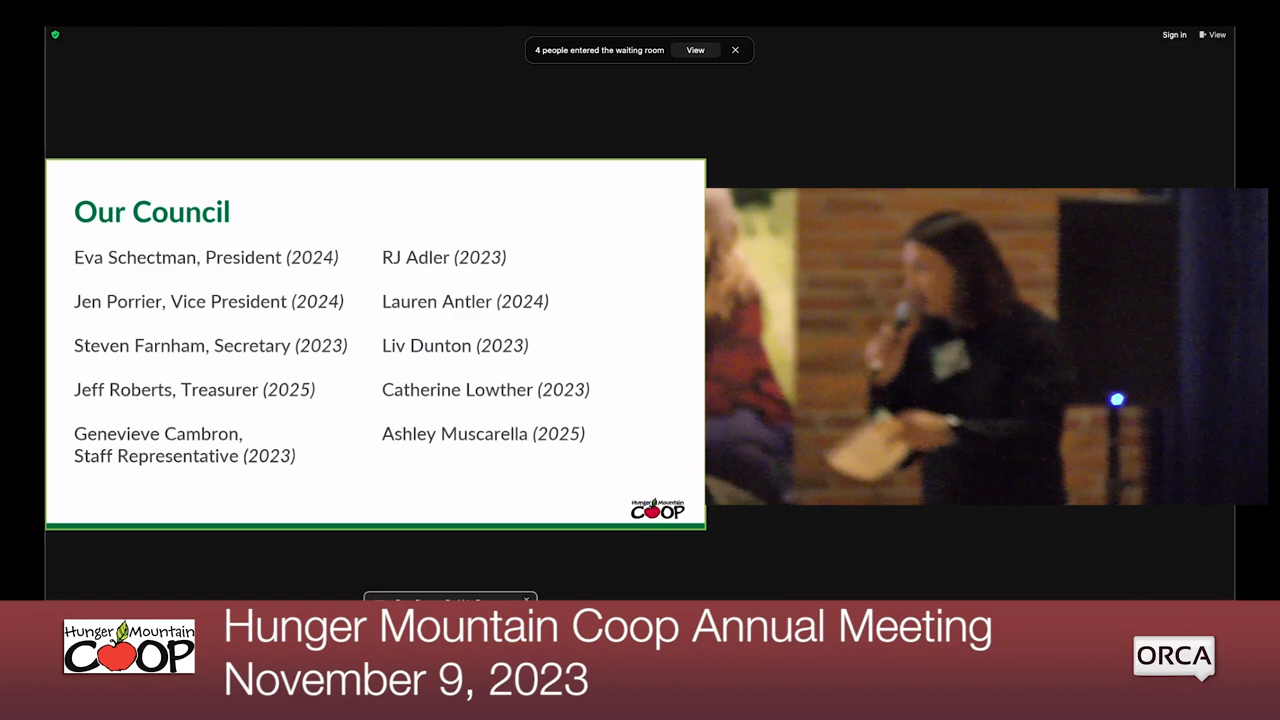 Sign in
View
4 people entered the waiting room
View
Our Council
Eva Schectman, President (2024)
Jen Porrier, Vice President (2024)
Steven Farnham, Secretary (2023)
Jeff Roberts, Treasurer (2025)
Genevieve Cambron,
Staff Representative (2023)
RJ Adler (2023)
Lauren Antler (2024)
Liv Dunton (2023)
Catherine Lowther (2023)
Ashley Muscarella (2025)
Hunger Mountain
COOP
Hunger Mountain
COOP
Hunger Mountain Coop Annual Meeting
November 9, 2023
ORCA